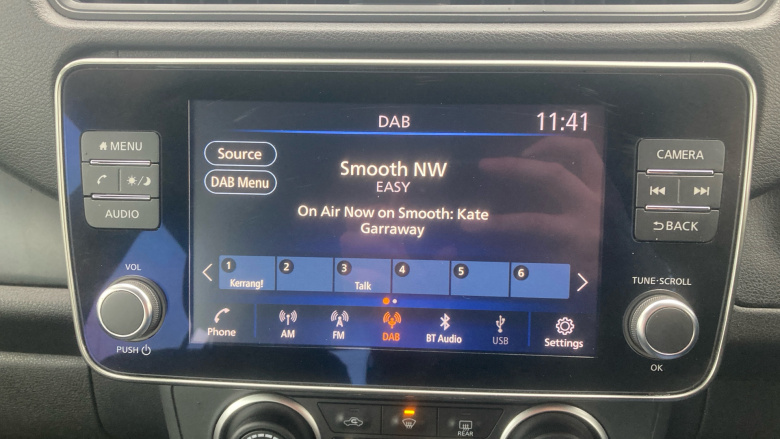 DAB 11:41
MENU
AUDIO
VOL
PUSH
Source
DAB Menu
Smooth NW
EASY
On Air Now on Smooth: Kate
Garraway
1 2 3 4 5 6
Kerrang! Talk
Phone AM FM DAB BT Audio USB Settings
CAMERA
BACK
TUNE·SCROLL
OK
REAR